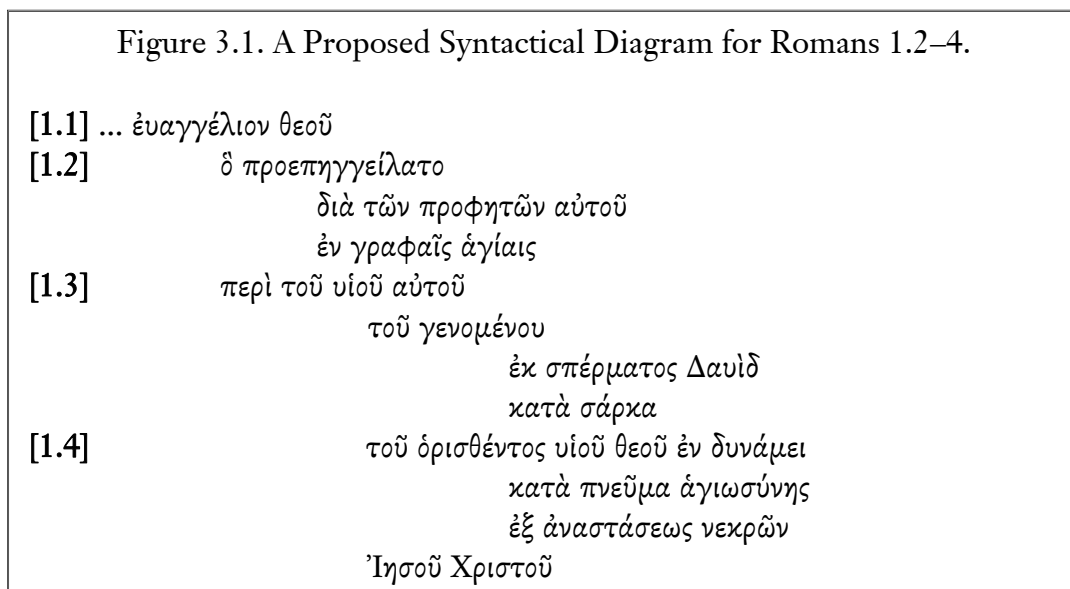 Figure 3.1. A Proposed Syntactical Diagram for Romans 1.2–4.
[1.1] ... ἐυαγγέλιον θεοῦ
[1.2] ὃ προεπηγγείλατο
διὰ τῶν προφητῶν αὐτοῦ
ἐν γραφαῖς ἁγίαις
[1.3] περὶ τοῦ υἱοῦ αὐτοῦ
τοῦ γενομένου
ἐκ σπέρματος Δαυὶδ
κατὰ σάρκα
[1.4] τοῦ ὁρισθέντος υἱοῦ θεοῦ ἐν δυνάμει
κατὰ πνεῦμα ἁγιωσύνης
ἐξ ἀναστάσεως νεκρῶν
Ἰησοῦ Χριστοῦ